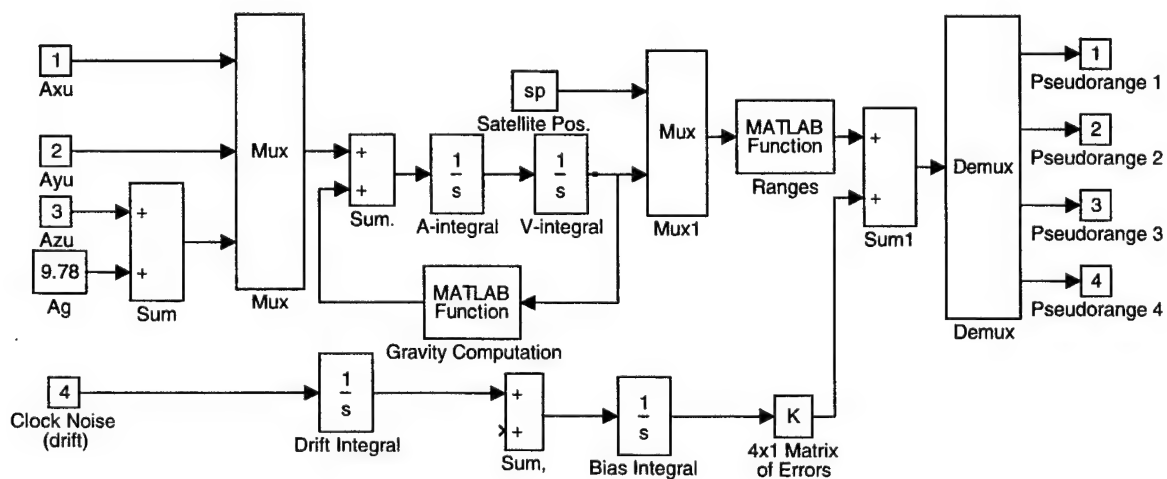 1
Axu
2
Ayu
3
Azu
9.78
Ag
+
+
Sum
Mux
Mux
+
+
Sum.
1
s
A-integral
1
s
V-integral
sp
Satellite Pos.
MATLAB
Function
Gravity Computation
Mux
Mux1
MATLAB
Function
Ranges
+
+
Sum1
Demux
Demux
1
Pseudorange 1
2
Pseudorange 2
3
Pseudorange 3
4
Pseudorange 4
4
Clock Noise
(drift)
1
s
Drift Integral
+
x+
Sum,
1
s
Bias Integral
K
4x1 Matrix
of Errors